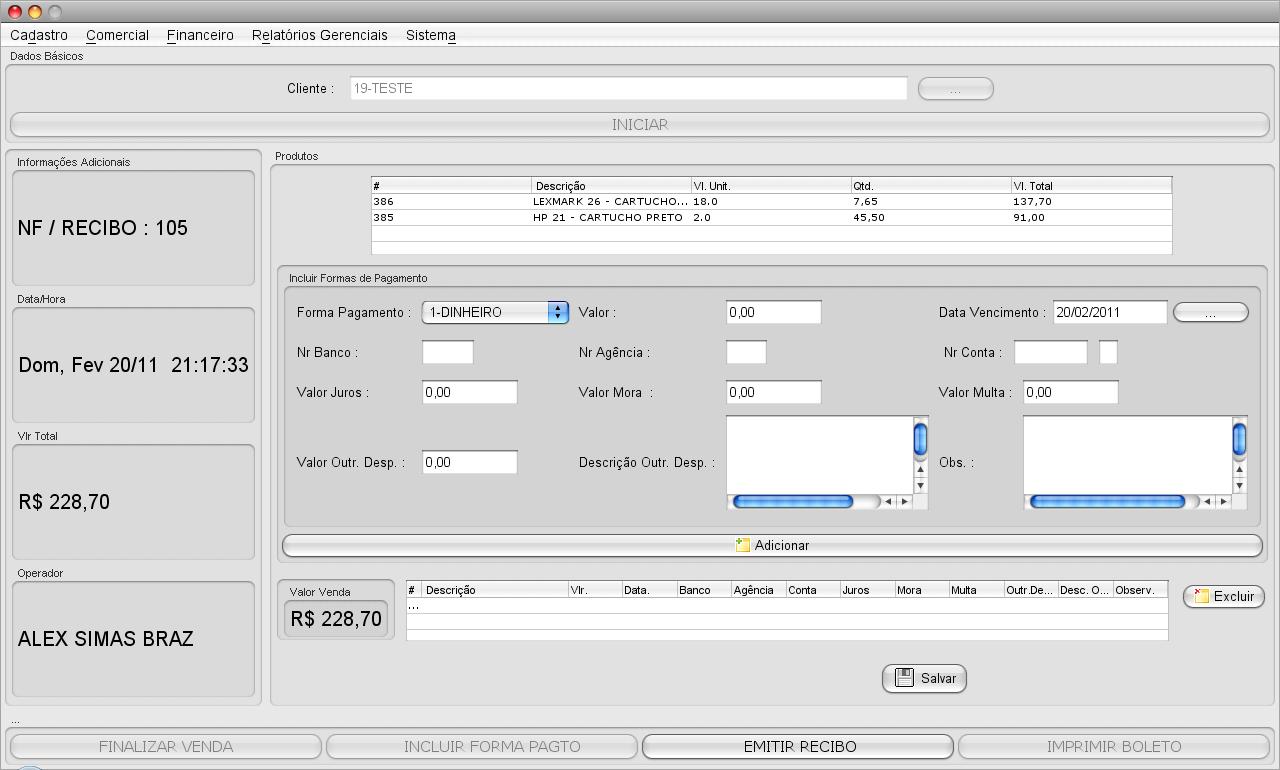 Cadastro Comercial Financeiro Relatórios Gerenciais Sistema
Dados Básicos
Cliente : 19-TESTE ...
INICIAR
Informações Adicionais
NF / RECIBO : 105
Data/Hora
Dom, Fev 20/11 21:17:33
Vlr Total
R$ 228,70
Operador
ALEX SIMAS BRAZ
Produtos
# Descrição Vl. Unit. Qtd. Vl. Total
386 LEXMARK 26 - CARTUCHO... 18.0 7,65 137,70
385 HP 21 - CARTUCHO PRETO 2.0 45,50 91,00
Incluir Formas de Pagamento
Forma Pagamento : 1-DINHEIRO Valor : 0,00 Data Vencimento : 20/02/2011 ...
Nr Banco : Nr Agência : Nr Conta :
Valor Juros : 0,00 Valor Mora : 0,00 Valor Multa : 0,00
Valor Outr. Desp. : 0,00 Descrição Outr. Desp. : Obs. :
Adicionar
Valor Venda
R$ 228,70
# Descrição Vlr. Data. Banco Agência Conta Juros Mora Multa Outr.De... Desc. O... Observ.
...
Excluir
Salvar
...
FINALIZAR VENDA INCLUIR FORMA PAGTO EMITIR RECIBO IMPRIMIR BOLETO